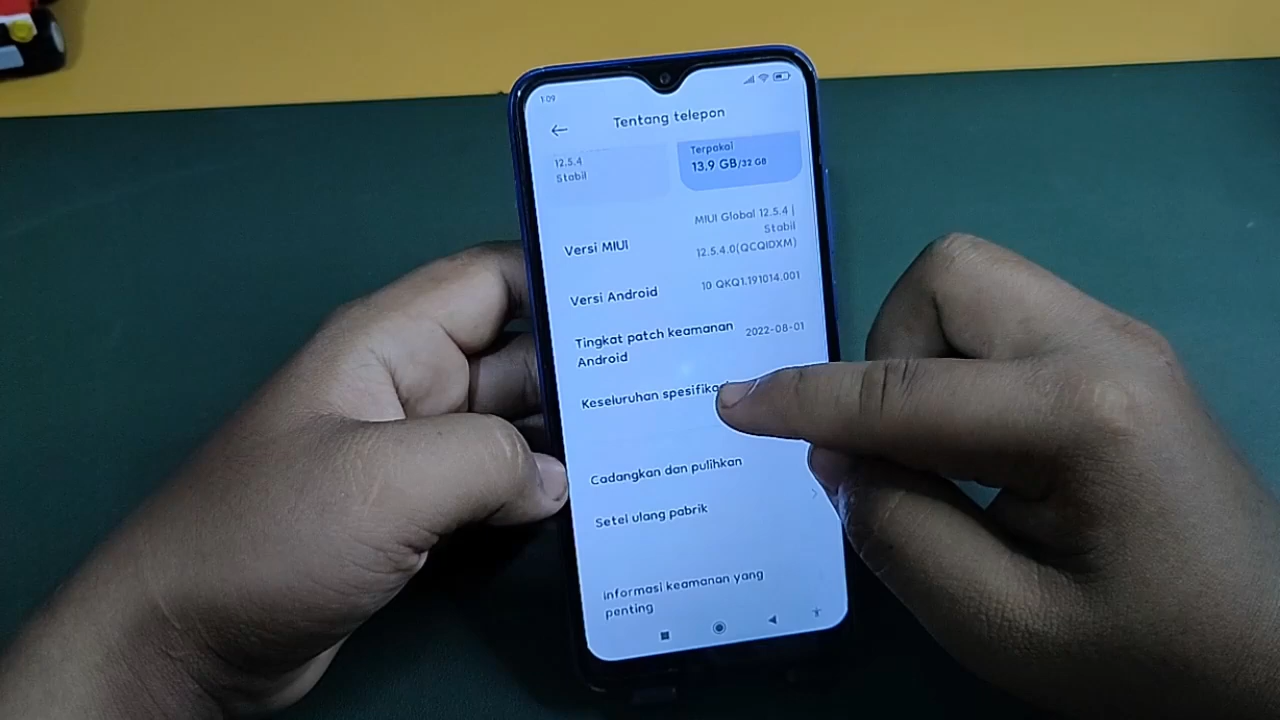 1:09
Tentang telepon
12.5.4
Stabil
Terpakai
13.9 GB/32 GB
Versi MIUI
MIUI Global 12.5.4 |
Stabil
12.5.4.0(QCQIDXM)
Versi Android
10 QKQ1.191014.001
Tingkat patch keamanan
Android
2022-08-01
Keseluruhan
Cadangkan dan pulihkan
Setel ulang pabrik
Informasi keamanan yang
penting